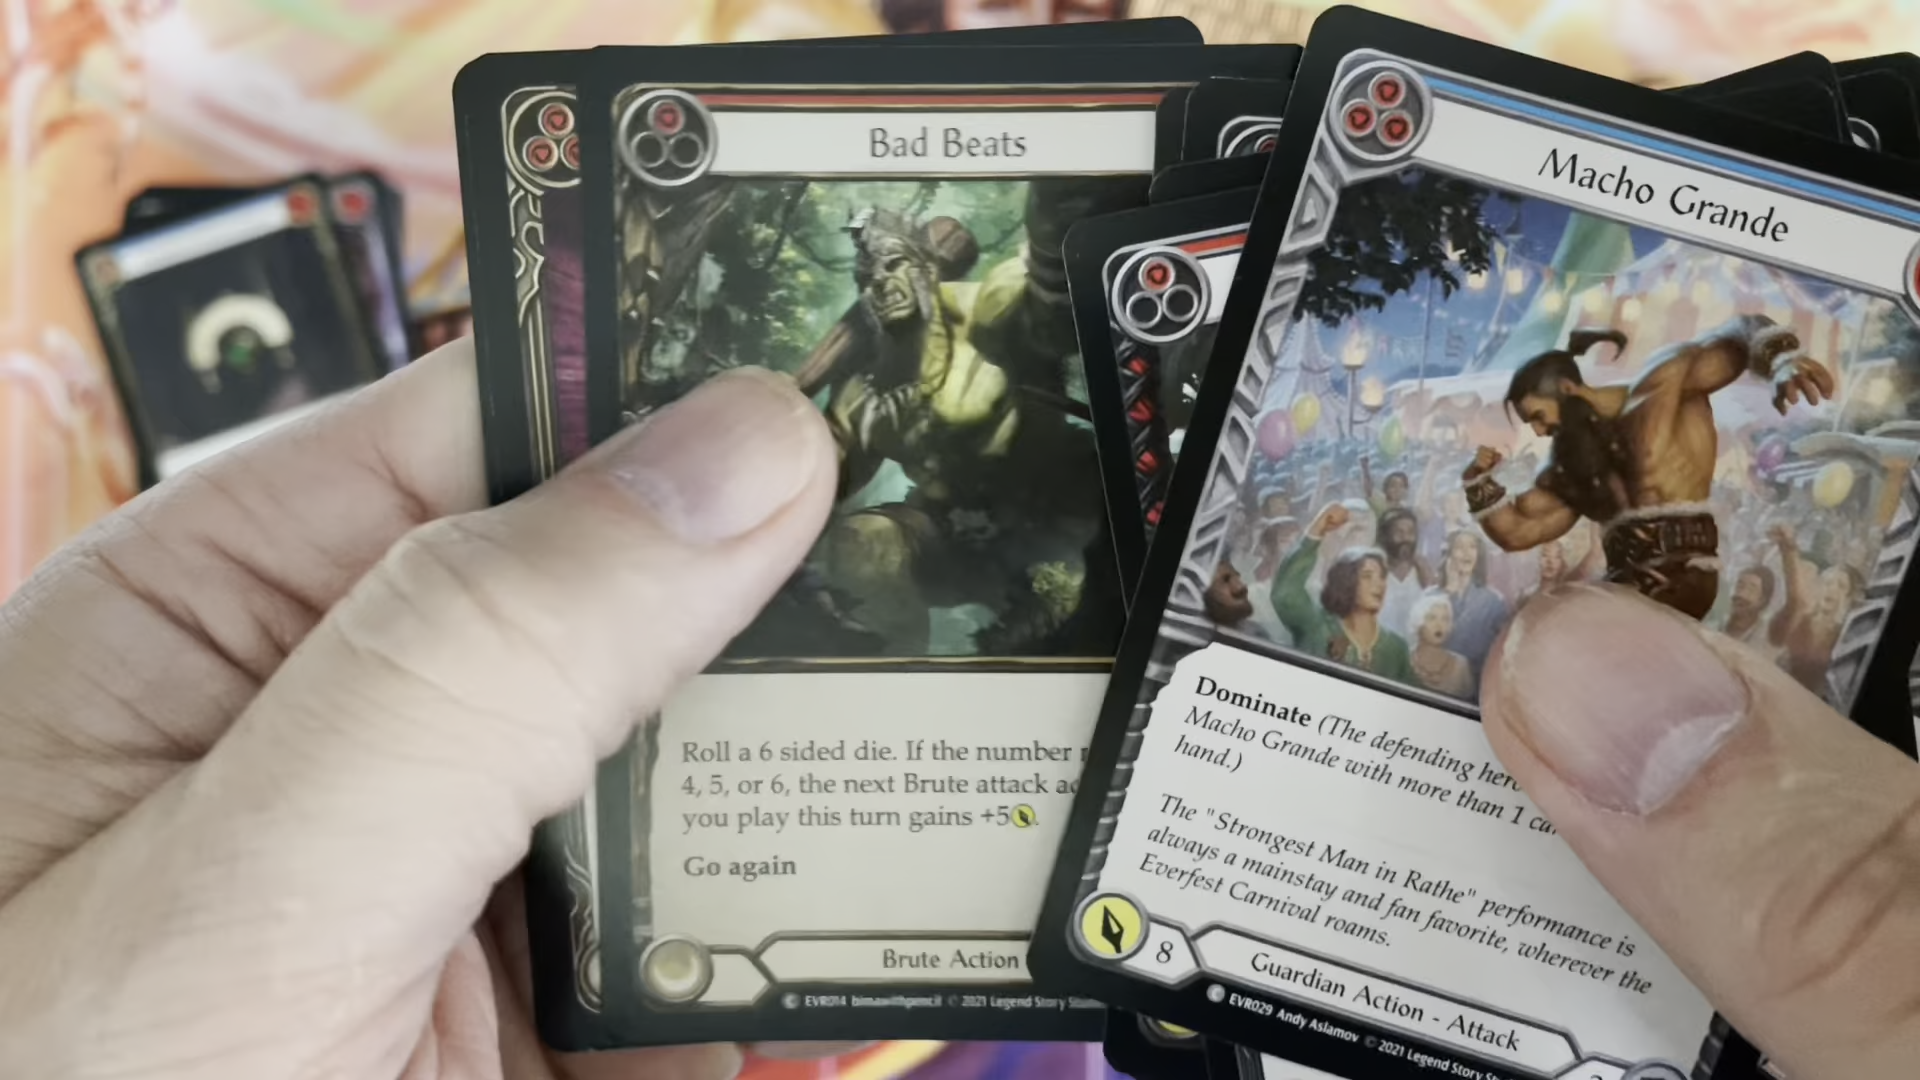 Bad Beats
Roll a 6 sided die. If the number
4, 5, or 6, the next Brute attack
you play this turn gains +5
Go again
Brute Action
C EVR014 bimawithpencil © 2021 Legend Story
Macho Grande
Dominate (The defending hero
Macho Grande with more than 1
hand.)
The "Strongest Man in Rathe" performance is
always a mainstay and fan favorite, wherever the
Everfest Carnival roams.
8
Guardian Action - Attack
C EVR029 Andy Aslamov © 2021 Legend Story